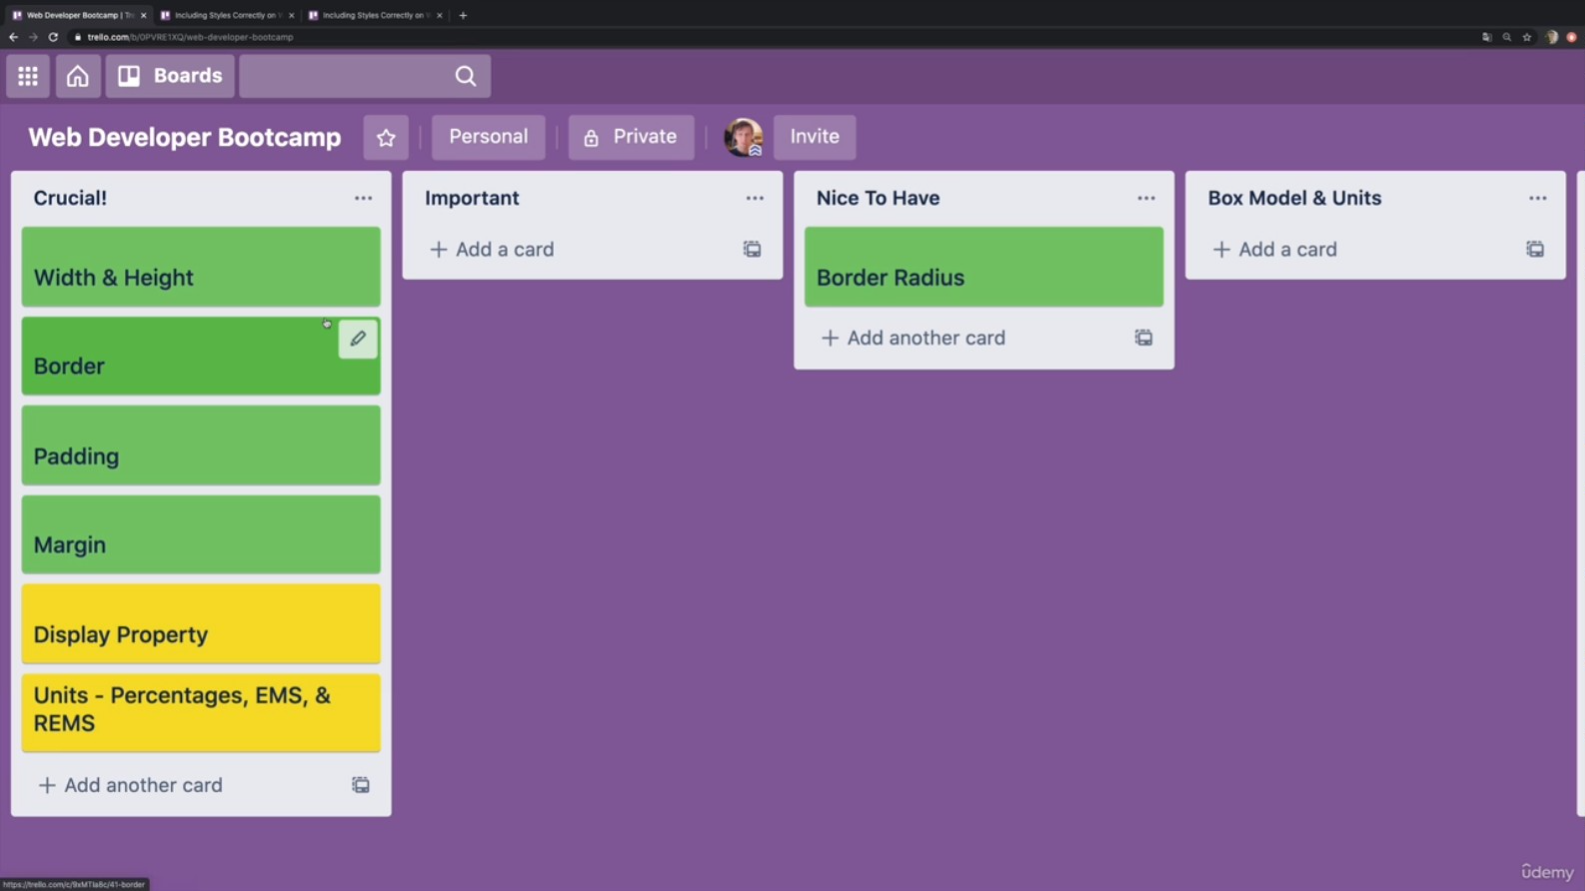 Web Developer Bootcamp | Tre
Including Styles Correctly on
Including Styles Correctly on
trello.com/b/0PVRE1XQ/web-developer-bootcamp
Boards
Web Developer Bootcamp
Personal
Private
Invite
Crucial!
Width & Height
Border
Padding
Margin
Display Property
Units - Percentages, EMS, &
REMS
+ Add another card
Important
+ Add a card
Nice To Have
Border Radius
+ Add another card
Box Model & Units
+ Add a card
https://trello.com/c/9xMTIa8c/41-border
ûdemy